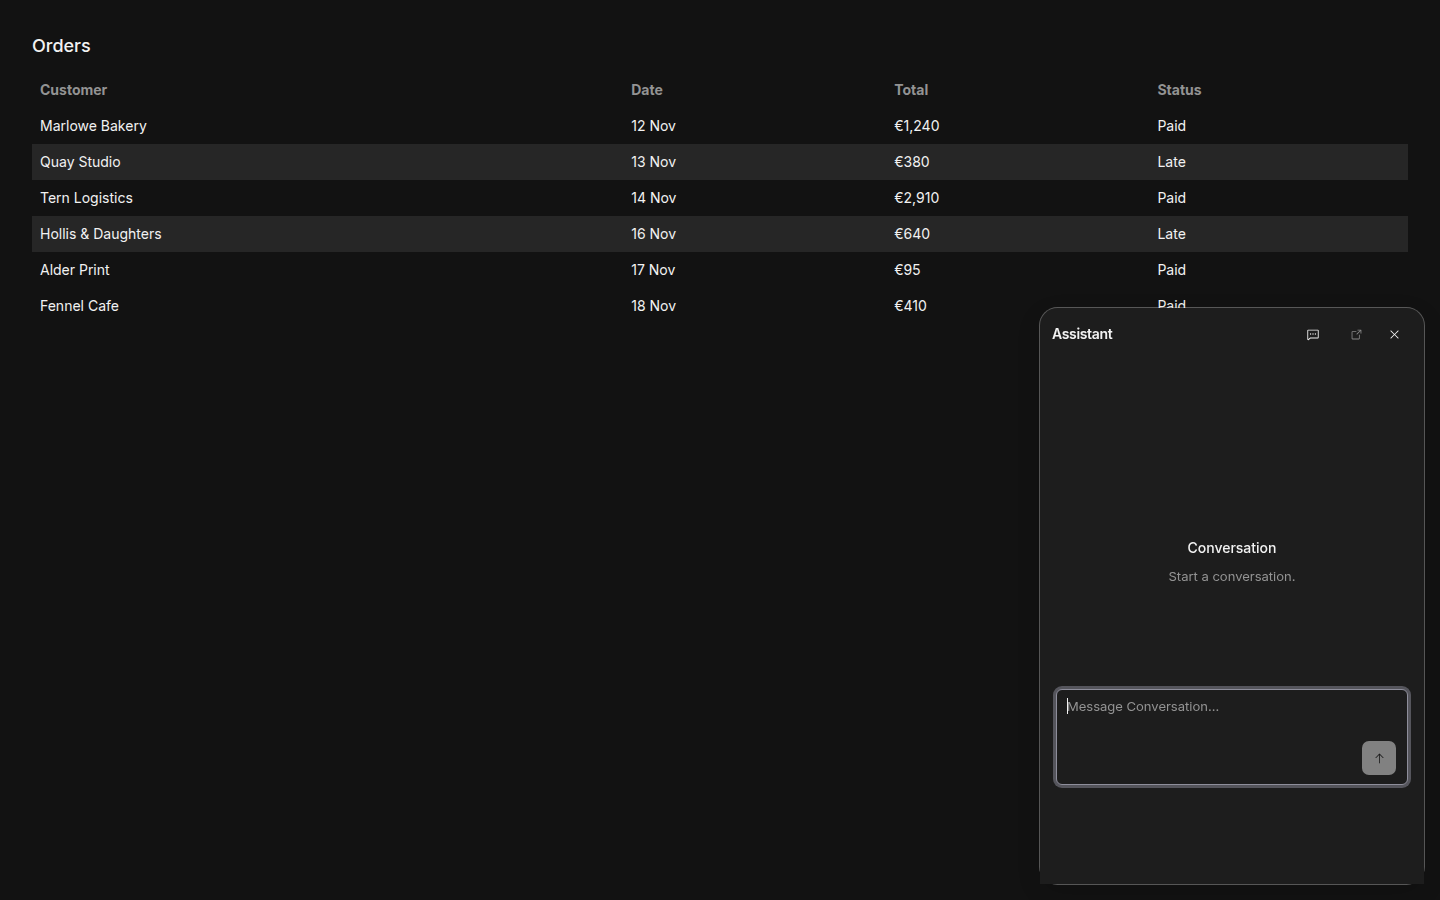 Orders
Customer Date Total Status
Marlowe Bakery 12 Nov €1,240 Paid
Quay Studio 13 Nov €380 Late
Tern Logistics 14 Nov €2,910 Paid
Hollis & Daughters 16 Nov €640 Late
Alder Print 17 Nov €95 Paid
Fennel Cafe 18 Nov €410 Paid
Assistant
Conversation
Start a conversation.
Message Conversation...